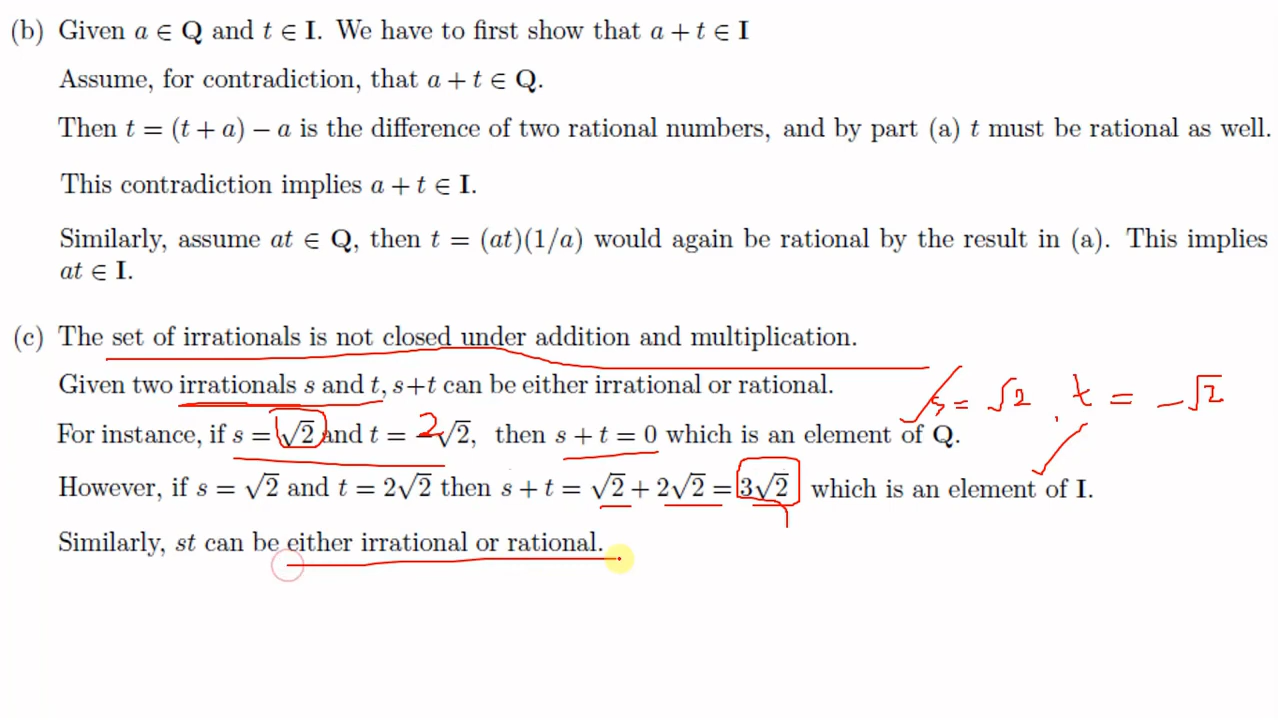 (b) Given a ∈ Q and t ∈ I. We have to first show that a + t ∈ I
Assume, for contradiction, that a + t ∈ Q.
Then t = (t + a) − a is the difference of two rational numbers, and by part (a) t must be rational as well.
This contradiction implies a + t ∈ I.
Similarly, assume at ∈ Q, then t = (at)(1/a) would again be rational by the result in (a). This implies
at ∈ I.
(c) The set of irrationals is not closed under addition and multiplication.
Given two irrationals s and t, s+t can be either irrational or rational.
s = √2 , t = −√2
For instance, if s = √2 and t = 2√2, then s + t = 0 which is an element of Q.
However, if s = √2 and t = 2√2 then s + t = √2 + 2√2 = 3√2 which is an element of I.
Similarly, st can be either irrational or rational.